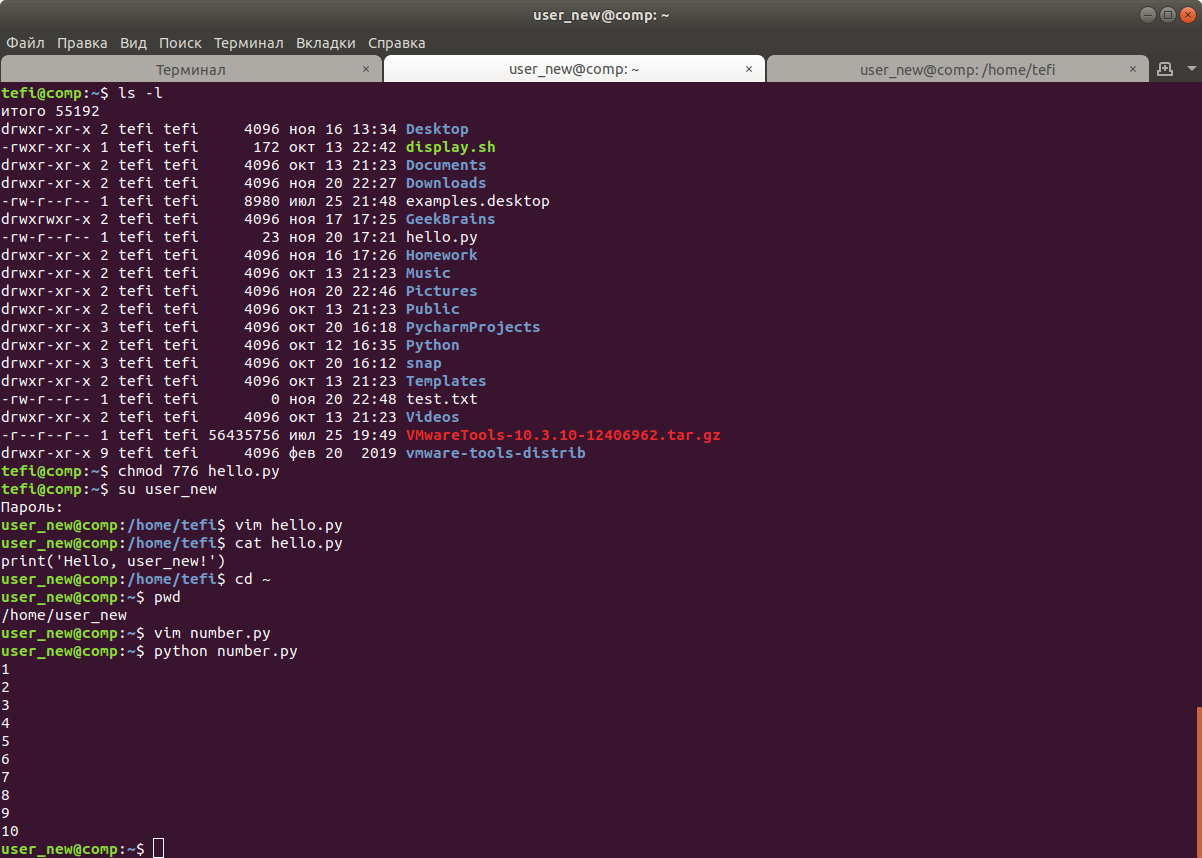 user_new@comp: ~
Файл Правка Вид Поиск Терминал Вкладки Справка
Терминал × user_new@comp: ~ × user_new@comp: /home/tefi ×
tefi@comp:~$ ls -l
итого 55192
drwxr-xr-x 2 tefi tefi     4096 ноя 16 13:34 Desktop
-rwxr-xr-x 1 tefi tefi      172 окт 13 22:42 display.sh
drwxr-xr-x 2 tefi tefi     4096 окт 13 21:23 Documents
drwxr-xr-x 2 tefi tefi     4096 ноя 20 22:27 Downloads
-rw-r--r-- 1 tefi tefi     8980 июл 25 21:48 examples.desktop
drwxrwxr-x 2 tefi tefi     4096 ноя 17 17:25 GeekBrains
-rw-r--r-- 1 tefi tefi       23 ноя 20 17:21 hello.py
drwxr-xr-x 2 tefi tefi     4096 ноя 16 17:26 Homework
drwxr-xr-x 2 tefi tefi     4096 окт 13 21:23 Music
drwxr-xr-x 2 tefi tefi     4096 ноя 20 22:46 Pictures
drwxr-xr-x 2 tefi tefi     4096 окт 13 21:23 Public
drwxr-xr-x 3 tefi tefi     4096 окт 20 16:18 PycharmProjects
drwxr-xr-x 2 tefi tefi     4096 окт 12 16:35 Python
drwxr-xr-x 3 tefi tefi     4096 окт 20 16:12 snap
drwxr-xr-x 2 tefi tefi     4096 окт 13 21:23 Templates
-rw-r--r-- 1 tefi tefi        0 ноя 20 22:48 test.txt
drwxr-xr-x 2 tefi tefi     4096 окт 13 21:23 Videos
-r--r--r-- 1 tefi tefi 56435756 июл 25 19:49 VMwareTools-10.3.10-12406962.tar.gz
drwxr-xr-x 9 tefi tefi     4096 фев 20  2019 vmware-tools-distrib
tefi@comp:~$ chmod 776 hello.py
tefi@comp:~$ su user_new
Пароль:
user_new@comp:/home/tefi$ vim hello.py
user_new@comp:/home/tefi$ cat hello.py
print('Hello, user_new!')
user_new@comp:/home/tefi$ cd ~
user_new@comp:~$ pwd
/home/user_new
user_new@comp:~$ vim number.py
user_new@comp:~$ python number.py
1
2
3
4
5
6
7
8
9
10
user_new@comp:~$